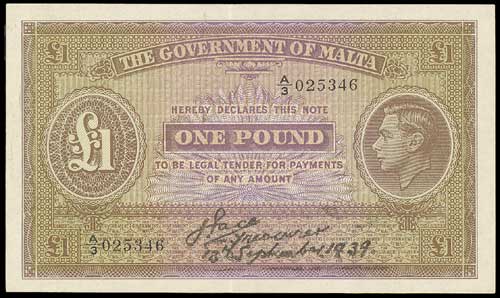 £1 THE GOVERNMENT OF MALTA £1
A/3 025346
HEREBY DECLARES THIS NOTE
£1 ONE POUND
TO BE LEGAL TENDER FOR PAYMENTS
OF ANY AMOUNT
A/3 025346
Treasurer
13th September 1939.
£1 £1